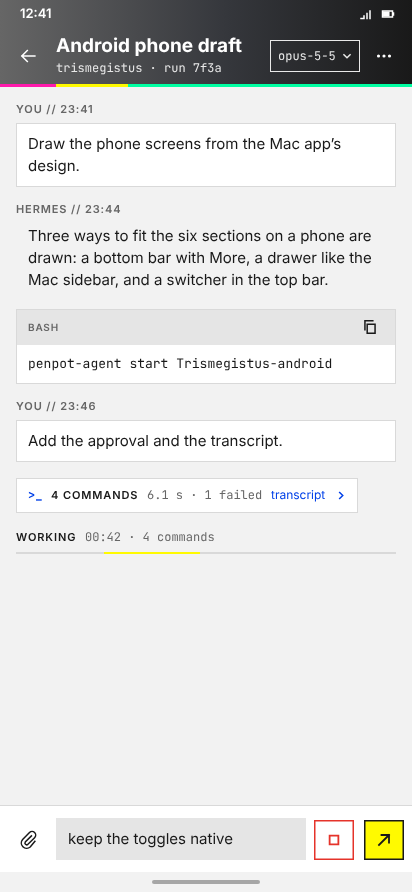 12:41
Android phone draft
trismegistus · run 7f3a
opus-5-5
YOU // 23:41
Draw the phone screens from the Mac app’s
design.
HERMES // 23:44
Three ways to fit the six sections on a phone are
drawn: a bottom bar with More, a drawer like the
Mac sidebar, and a switcher in the top bar.
BASH
penpot-agent start Trismegistus-android
YOU // 23:46
Add the approval and the transcript.
>_ 4 COMMANDS 6.1 s · 1 failed transcript
WORKING 00:42 · 4 commands
keep the toggles native